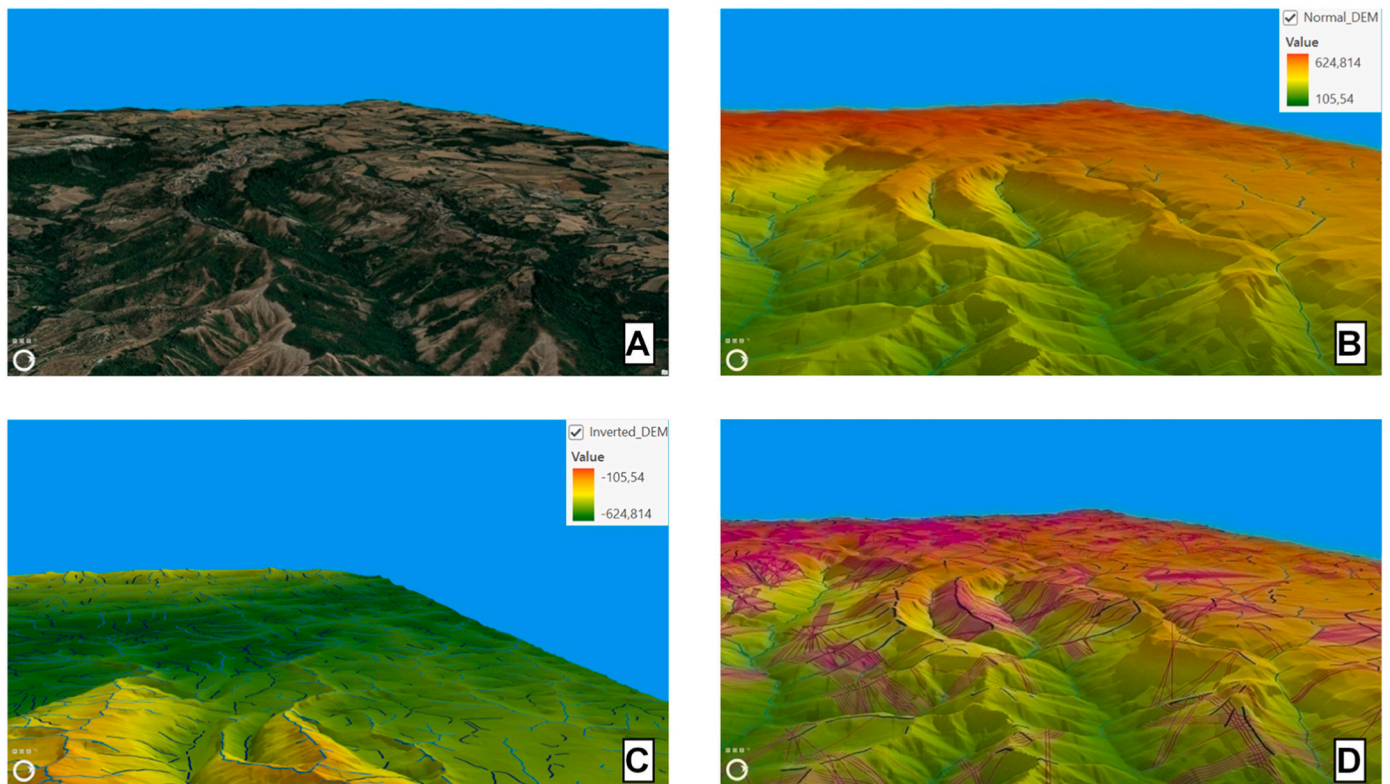 A
Normal_DEM
Value
624,814
105,54
B
Inverted_DEM
Value
-105,54
-624,814
C
D